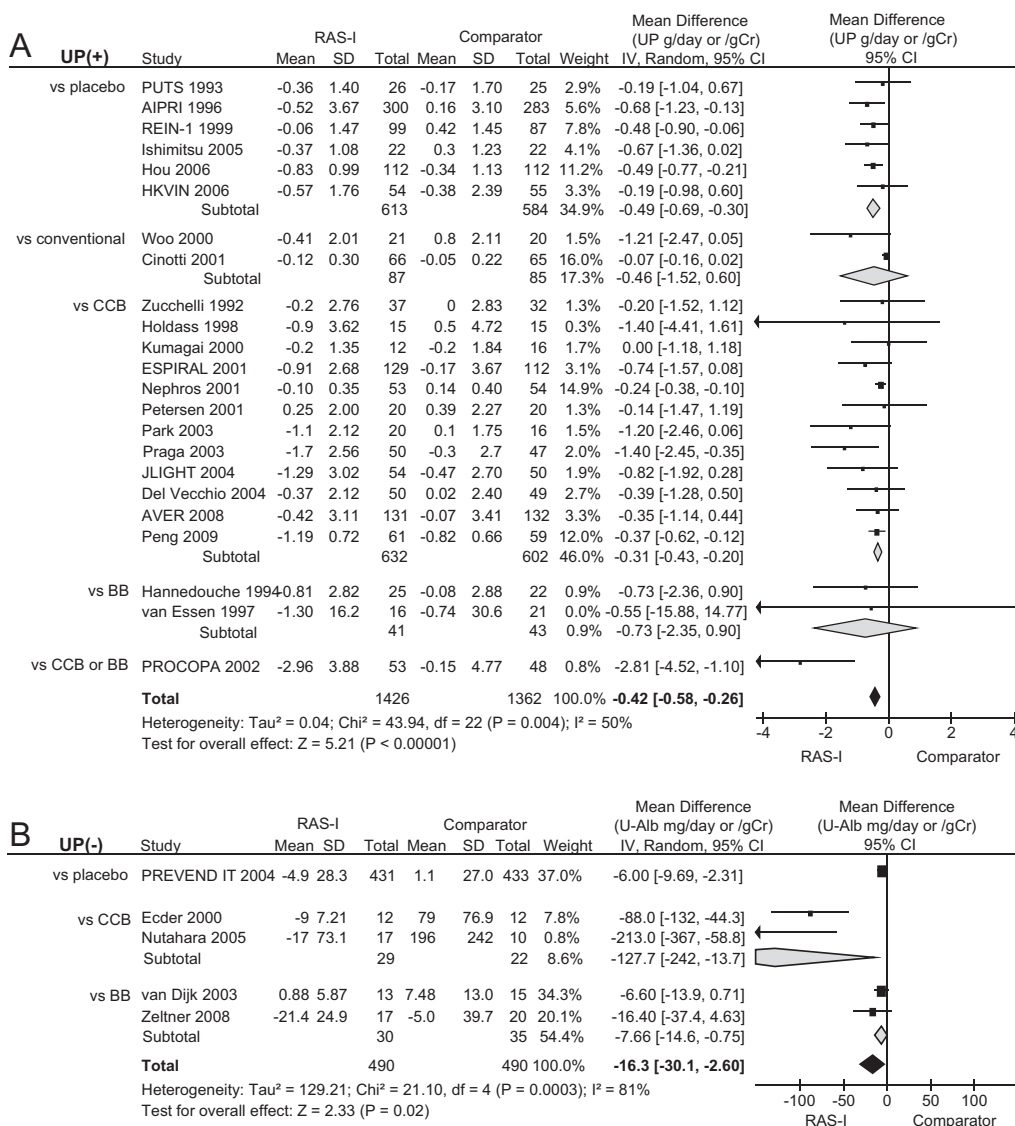 A
UP(+)
RAS-I Comparator Mean Difference Mean Difference
(UP g/day or /gCr) (UP g/day or /gCr)
Study Mean SD Total Mean SD Total Weight IV, Random, 95% CI 95% CI
vs placebo PUTS 1993 -0.36 1.40 26 -0.17 1.70 25 2.9% -0.19 [-1.04, 0.67]
AIPRI 1996 -0.52 3.67 300 0.16 3.10 283 5.6% -0.68 [-1.23, -0.13]
REIN-1 1999 -0.06 1.47 99 0.42 1.45 87 7.8% -0.48 [-0.90, -0.06]
Ishimitsu 2005 -0.37 1.08 22 0.3 1.23 22 4.1% -0.67 [-1.36, 0.02]
Hou 2006 -0.83 0.99 112 -0.34 1.13 112 11.2% -0.49 [-0.77, -0.21]
HKVIN 2006 -0.57 1.76 54 -0.38 2.39 55 3.3% -0.19 [-0.98, 0.60]
Subtotal 613 584 34.9% -0.49 [-0.69, -0.30]
vs conventional Woo 2000 -0.41 2.01 21 0.8 2.11 20 1.5% -1.21 [-2.47, 0.05]
Cinotti 2001 -0.12 0.30 66 -0.05 0.22 65 16.0% -0.07 [-0.16, 0.02]
Subtotal 87 85 17.3% -0.46 [-1.52, 0.60]
vs CCB Zucchelli 1992 -0.2 2.76 37 0 2.83 32 1.3% -0.20 [-1.52, 1.12]
Holdass 1998 -0.9 3.62 15 0.5 4.72 15 0.3% -1.40 [-4.41, 1.61]
Kumagai 2000 -0.2 1.35 12 -0.2 1.84 16 1.7% 0.00 [-1.18, 1.18]
ESPIRAL 2001 -0.91 2.68 129 -0.17 3.67 112 3.1% -0.74 [-1.57, 0.08]
Nephros 2001 -0.10 0.35 53 0.14 0.40 54 14.9% -0.24 [-0.38, -0.10]
Petersen 2001 0.25 2.00 20 0.39 2.27 20 1.3% -0.14 [-1.47, 1.19]
Park 2003 -1.1 2.12 20 0.1 1.75 16 1.5% -1.20 [-2.46, 0.06]
Praga 2003 -1.7 2.56 50 -0.3 2.7 47 2.0% -1.40 [-2.45, -0.35]
JLIGHT 2004 -1.29 3.02 54 -0.47 2.70 50 1.9% -0.82 [-1.92, 0.28]
Del Vecchio 2004 -0.37 2.12 50 0.02 2.40 49 2.7% -0.39 [-1.28, 0.50]
AVER 2008 -0.42 3.11 131 -0.07 3.41 132 3.3% -0.35 [-1.14, 0.44]
Peng 2009 -1.19 0.72 61 -0.82 0.66 59 12.0% -0.37 [-0.62, -0.12]
Subtotal 632 602 46.0% -0.31 [-0.43, -0.20]
vs BB Hannedouche 1994 -0.81 2.82 25 -0.08 2.88 22 0.9% -0.73 [-2.36, 0.90]
van Essen 1997 -1.30 16.2 16 -0.74 30.6 21 0.0% -0.55 [-15.88, 14.77]
Subtotal 41 43 0.9% -0.73 [-2.35, 0.90]
vs CCB or BB PROCOPA 2002 -2.96 3.88 53 -0.15 4.77 48 0.8% -2.81 [-4.52, -1.10]
Total 1426 1362 100.0% -0.42 [-0.58, -0.26]
Heterogeneity: Tau² = 0.04; Chi² = 43.94, df = 22 (P = 0.004); I² = 50%
Test for overall effect: Z = 5.21 (P < 0.00001)
-4 -2 0 2 4
RAS-I Comparator
B
UP(-)
RAS-I Comparator Mean Difference Mean Difference
(U-Alb mg/day or /gCr) (U-Alb mg/day or /gCr)
Study Mean SD Total Mean SD Total Weight IV, Random, 95% CI 95% CI
vs placebo PREVEND IT 2004 -4.9 28.3 431 1.1 27.0 433 37.0% -6.00 [-9.69, -2.31]
vs CCB Ecder 2000 -9 7.21 12 79 76.9 12 7.8% -88.0 [-132, -44.3]
Nutahara 2005 -17 73.1 17 196 242 10 0.8% -213.0 [-367, -58.8]
Subtotal 29 22 8.6% -127.7 [-242, -13.7]
vs BB van Dijk 2003 0.88 5.87 13 7.48 13.0 15 34.3% -6.60 [-13.9, 0.71]
Zeltner 2008 -21.4 24.9 17 -5.0 39.7 20 20.1% -16.40 [-37.4, 4.63]
Subtotal 30 35 54.4% -7.66 [-14.6, -0.75]
Total 490 490 100.0% -16.3 [-30.1, -2.60]
Heterogeneity: Tau² = 129.21; Chi² = 21.10, df = 4 (P = 0.0003); I² = 81%
Test for overall effect: Z = 2.33 (P = 0.02)
-100 -50 0 50 100
RAS-I Comparator